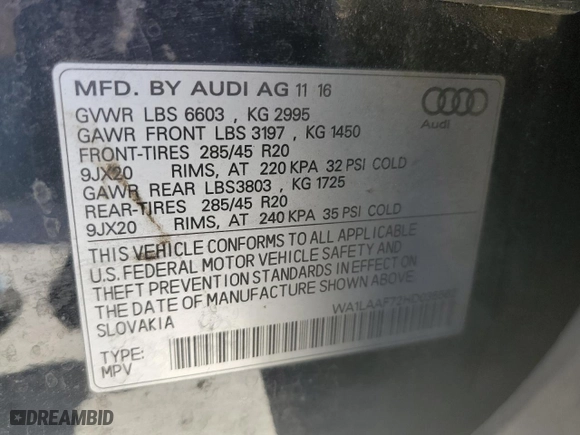 MFD. BY AUDI AG 11 16
GVWR LBS 6603 , KG 2995
GAWR FRONT LBS 3197 , KG 1450
FRONT-TIRES 285/45 R20
9JX20 RIMS, AT 220 KPA 32 PSI COLD
GAWR REAR LBS3803 , KG 1725
REAR-TIRES 285/45 R20
9JX20 RIMS, AT 240 KPA 35 PSI COLD
THIS VEHICLE CONFORMS TO ALL APPLICABLE
U.S. FEDERAL MOTOR VEHICLE SAFETY AND
THEFT PREVENTION STANDARDS IN EFFECT ON
THE DATE OF MANUFACTURE SHOWN ABOVE.
SLOVAKIA
TYPE:
MPV
Audi
DREAMBID